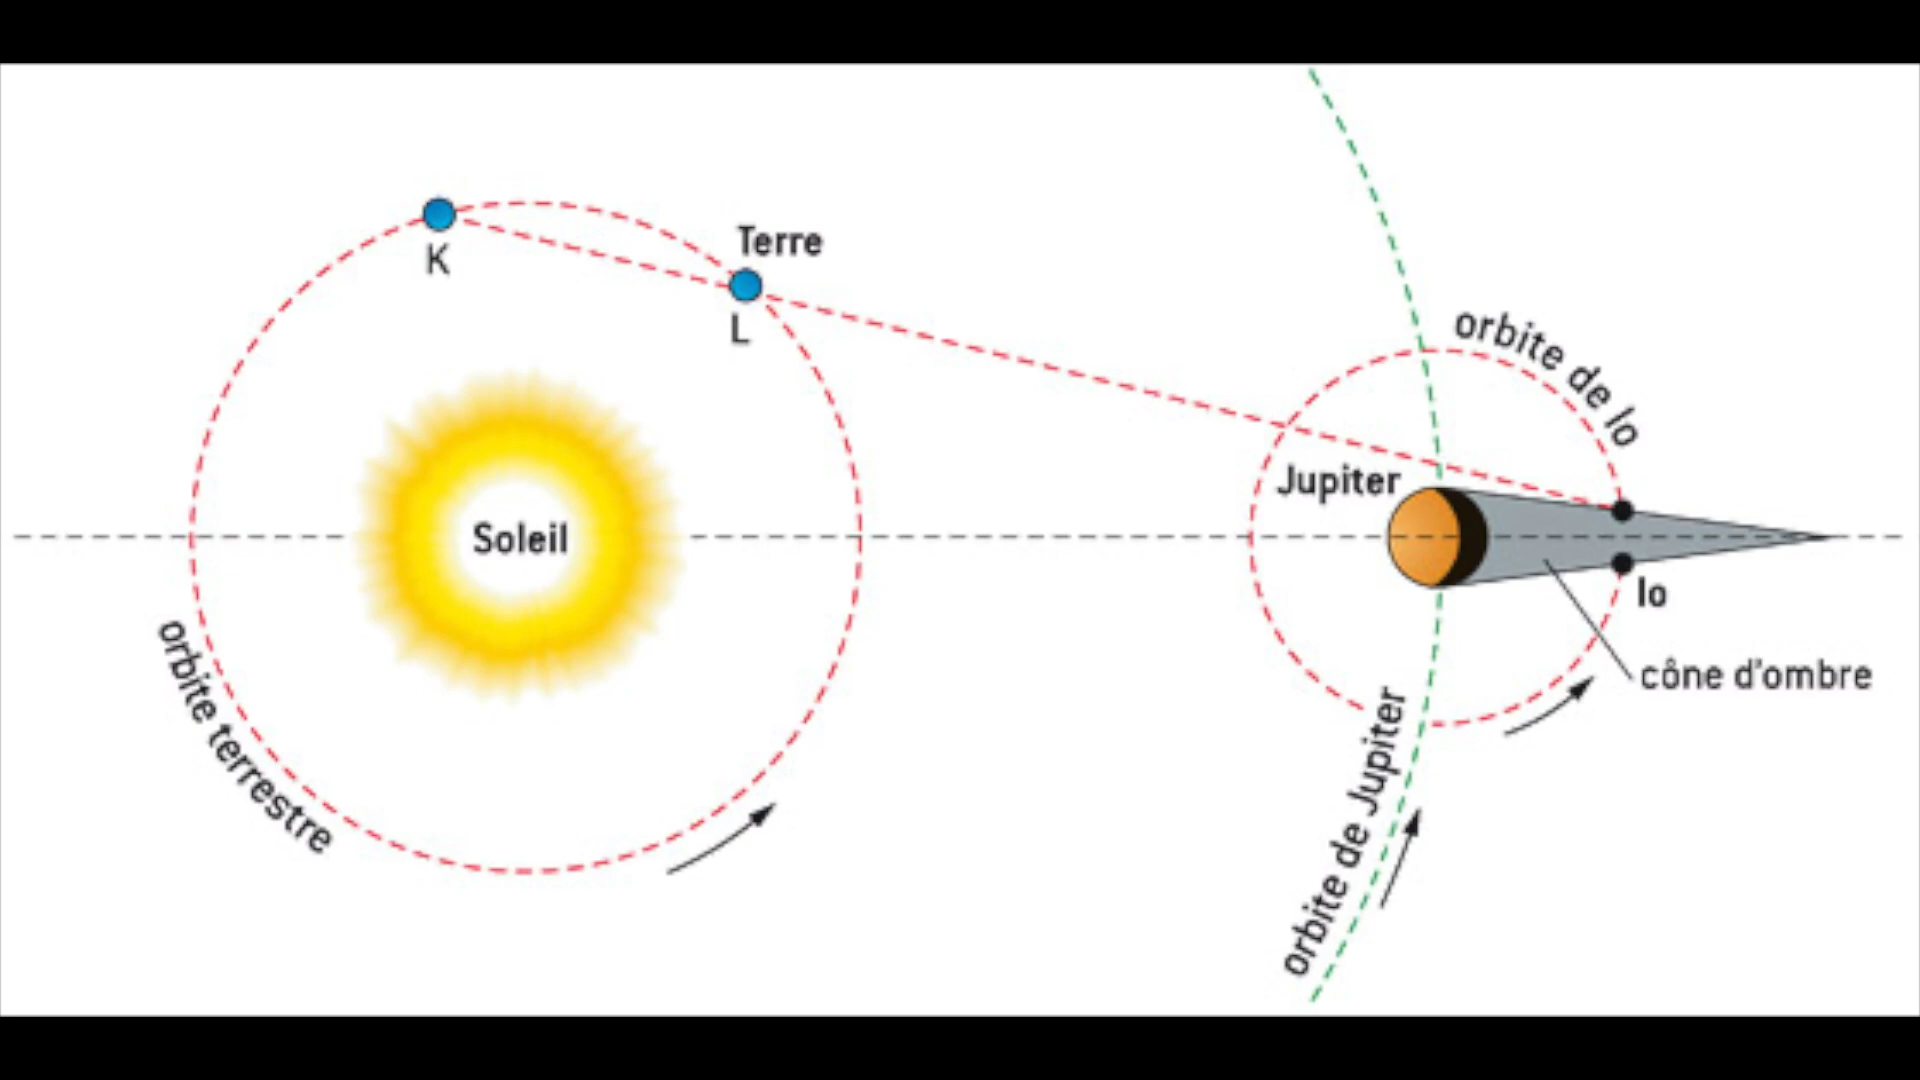 K
Terre
L
orbite de Io
Jupiter
Soleil
Io
cône d'ombre
orbite terrestre
orbite de Jupiter